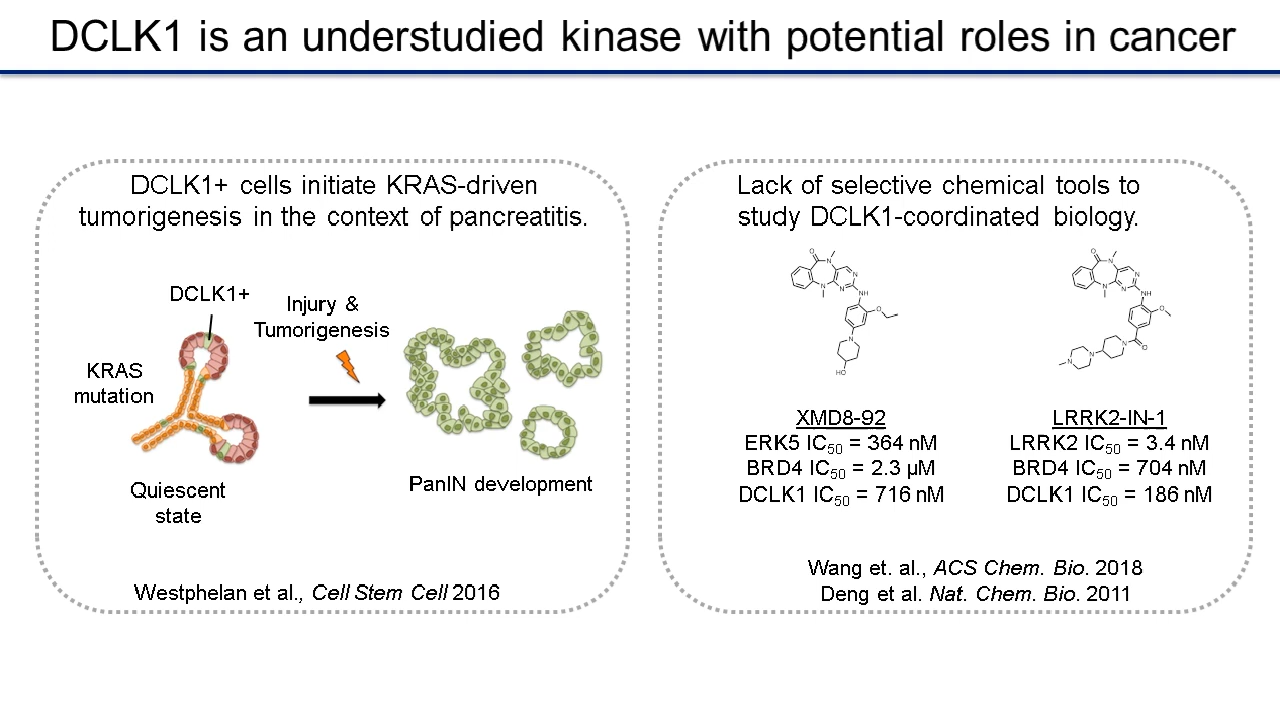 DCLK1 is an understudied kinase with potential roles in cancer
DCLK1+ cells initiate KRAS-driven
tumorigenesis in the context of pancreatitis.
DCLK1+
Injury &
Tumorigenesis
KRAS
mutation
Quiescent
state
PanIN development
Westphelan et al., Cell Stem Cell 2016
Lack of selective chemical tools to
study DCLK1-coordinated biology.
O
N
N
N
N
NH
O
N
HO
O
N
N
N
N
NH
O
N
O
N
N
XMD8-92
ERK5 IC50 = 364 nM
BRD4 IC50 = 2.3 µM
DCLK1 IC50 = 716 nM
LRRK2-IN-1
LRRK2 IC50 = 3.4 nM
BRD4 IC50 = 704 nM
DCLK1 IC50 = 186 nM
Wang et. al., ACS Chem. Bio. 2018
Deng et al. Nat. Chem. Bio. 2011